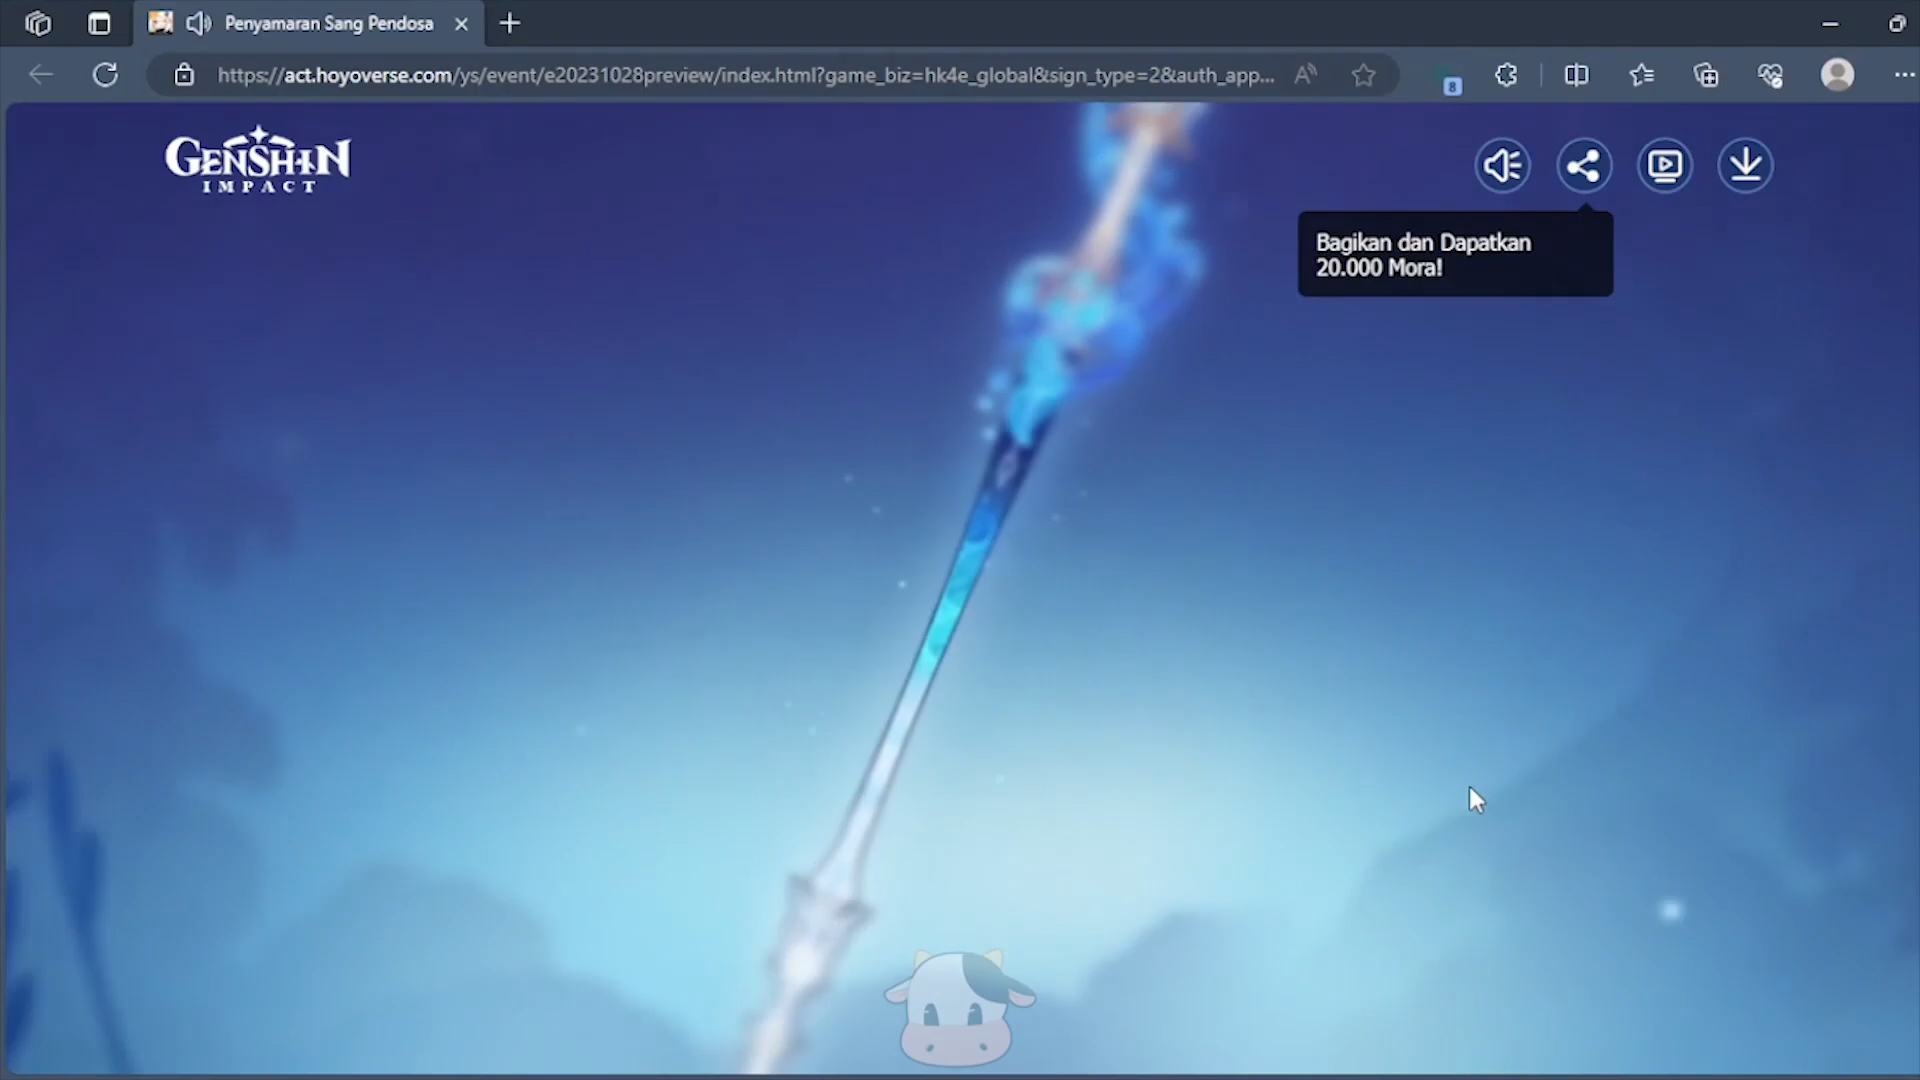 Penyamaran Sang Pendosa
https://act.hoyoverse.com/ys/event/e20231028preview/index.html?game_biz=hk4e_global&sign_type=2&auth_app...
8
GENSHIN
IMPACT
Bagikan dan Dapatkan
20.000 Mora!